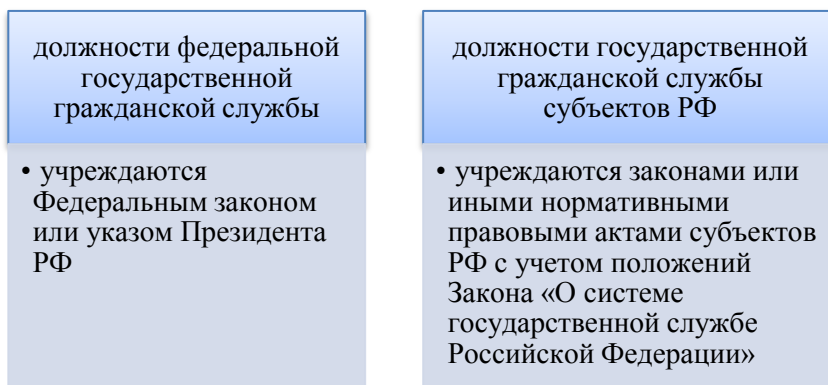 должности федеральной
государственной
гражданской службы
• учреждаются
Федеральным законом
или указом Президента
РФ
должности государственной
гражданской службы
субъектов РФ
• учреждаются законами или
иными нормативными
правовыми актами субъектов
РФ с учетом положений
Закона «О системе
государственной службе
Российской Федерации»